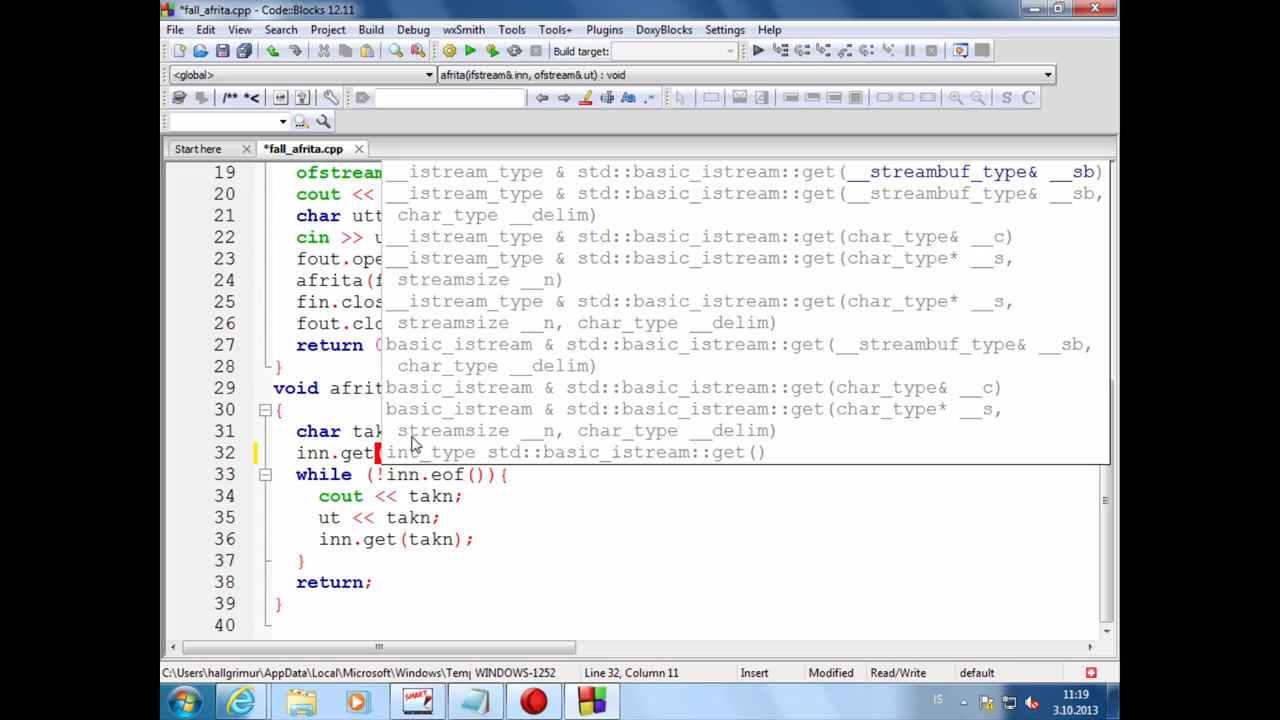 *fall_afrita.cpp - Code::Blocks 12.11
File Edit View Search Project Build Debug wxSmith Tools Tools+ Plugins DoxyBlocks Settings Help
Build target:
<global> afrita(ifstream& inn, ofstream& ut) : void
/** *<
Start here *fall_afrita.cpp
19 ofstream __istream_type & std::basic_istream::get(__streambuf_type& __sb)
20 cout << __istream_type & std::basic_istream::get(__streambuf_type& __sb,
21 char utt char_type __delim)
22 cin >> u __istream_type & std::basic_istream::get(char_type& __c)
23 fout.ope __istream_type & std::basic_istream::get(char_type* __s,
24 afrita(f streamsize __n)
25 fin.clos __istream_type & std::basic_istream::get(char_type* __s,
26 fout.clo streamsize __n, char_type __delim)
27 return 0 basic_istream & std::basic_istream::get(__streambuf_type& __sb,
28 } char_type __delim)
29 void afrita basic_istream & std::basic_istream::get(char_type& __c)
30 { basic_istream & std::basic_istream::get(char_type* __s,
31 char tak streamsize __n, char_type __delim)
32 inn.get( int_type std::basic_istream::get()
33 while (!inn.eof()){
34 cout << takn;
35 ut << takn;
36 inn.get(takn);
37 }
38 return;
39 }
40
C:\Users\hallgrimur\AppData\Local\Microsoft\Windows\Temp WINDOWS-1252 Line 32, Column 11 Insert Modified Read/Write default
SMART
IS
11:19
3.10.2013